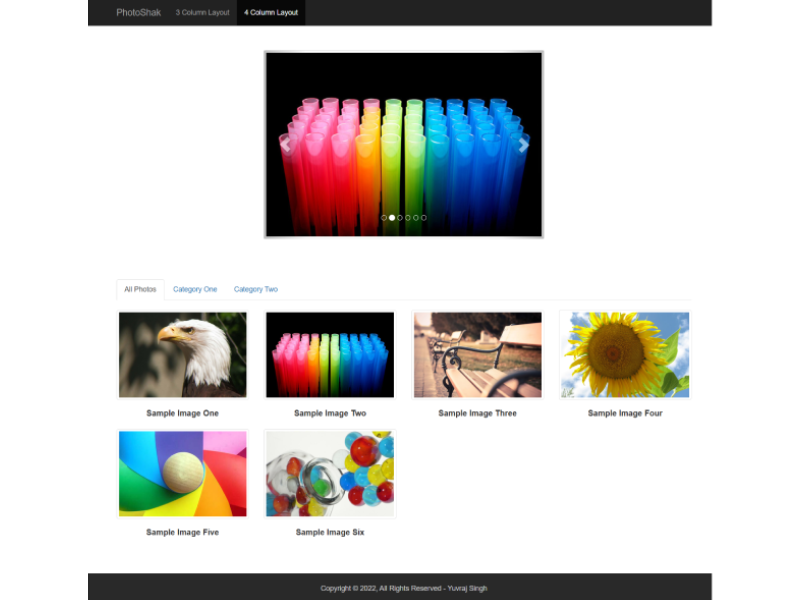 PhotoShak 3 Column Layout 4 Column Layout
All Photos Category One Category Two
Sample Image One Sample Image Two Sample Image Three Sample Image Four
Sample Image Five Sample Image Six
Copyright © 2022, All Rights Reserved - Yuvraj Singh